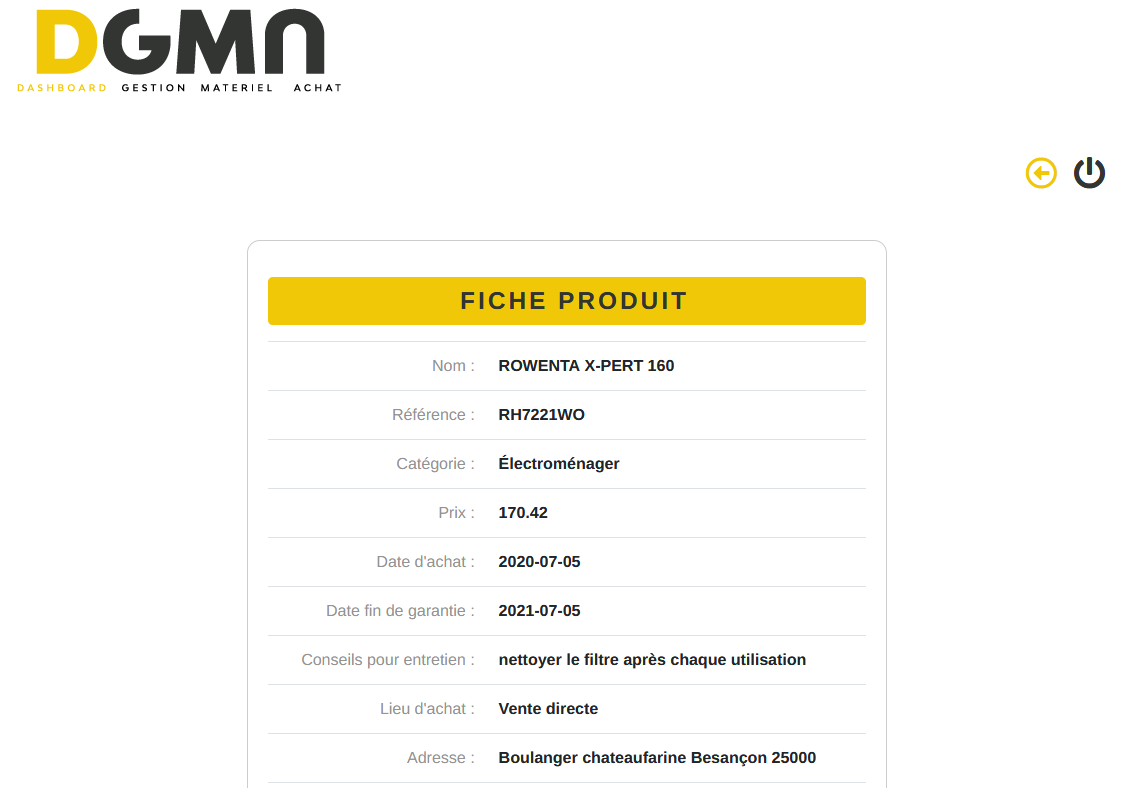 DGMA
DASHBOARD GESTION MATERIEL ACHAT
FICHE PRODUIT
Nom : ROWENTA X-PERT 160
Référence : RH7221WO
Catégorie : Électroménager
Prix : 170.42
Date d'achat : 2020-07-05
Date fin de garantie : 2021-07-05
Conseils pour entretien : nettoyer le filtre après chaque utilisation
Lieu d'achat : Vente directe
Adresse : Boulanger chateaufarine Besançon 25000